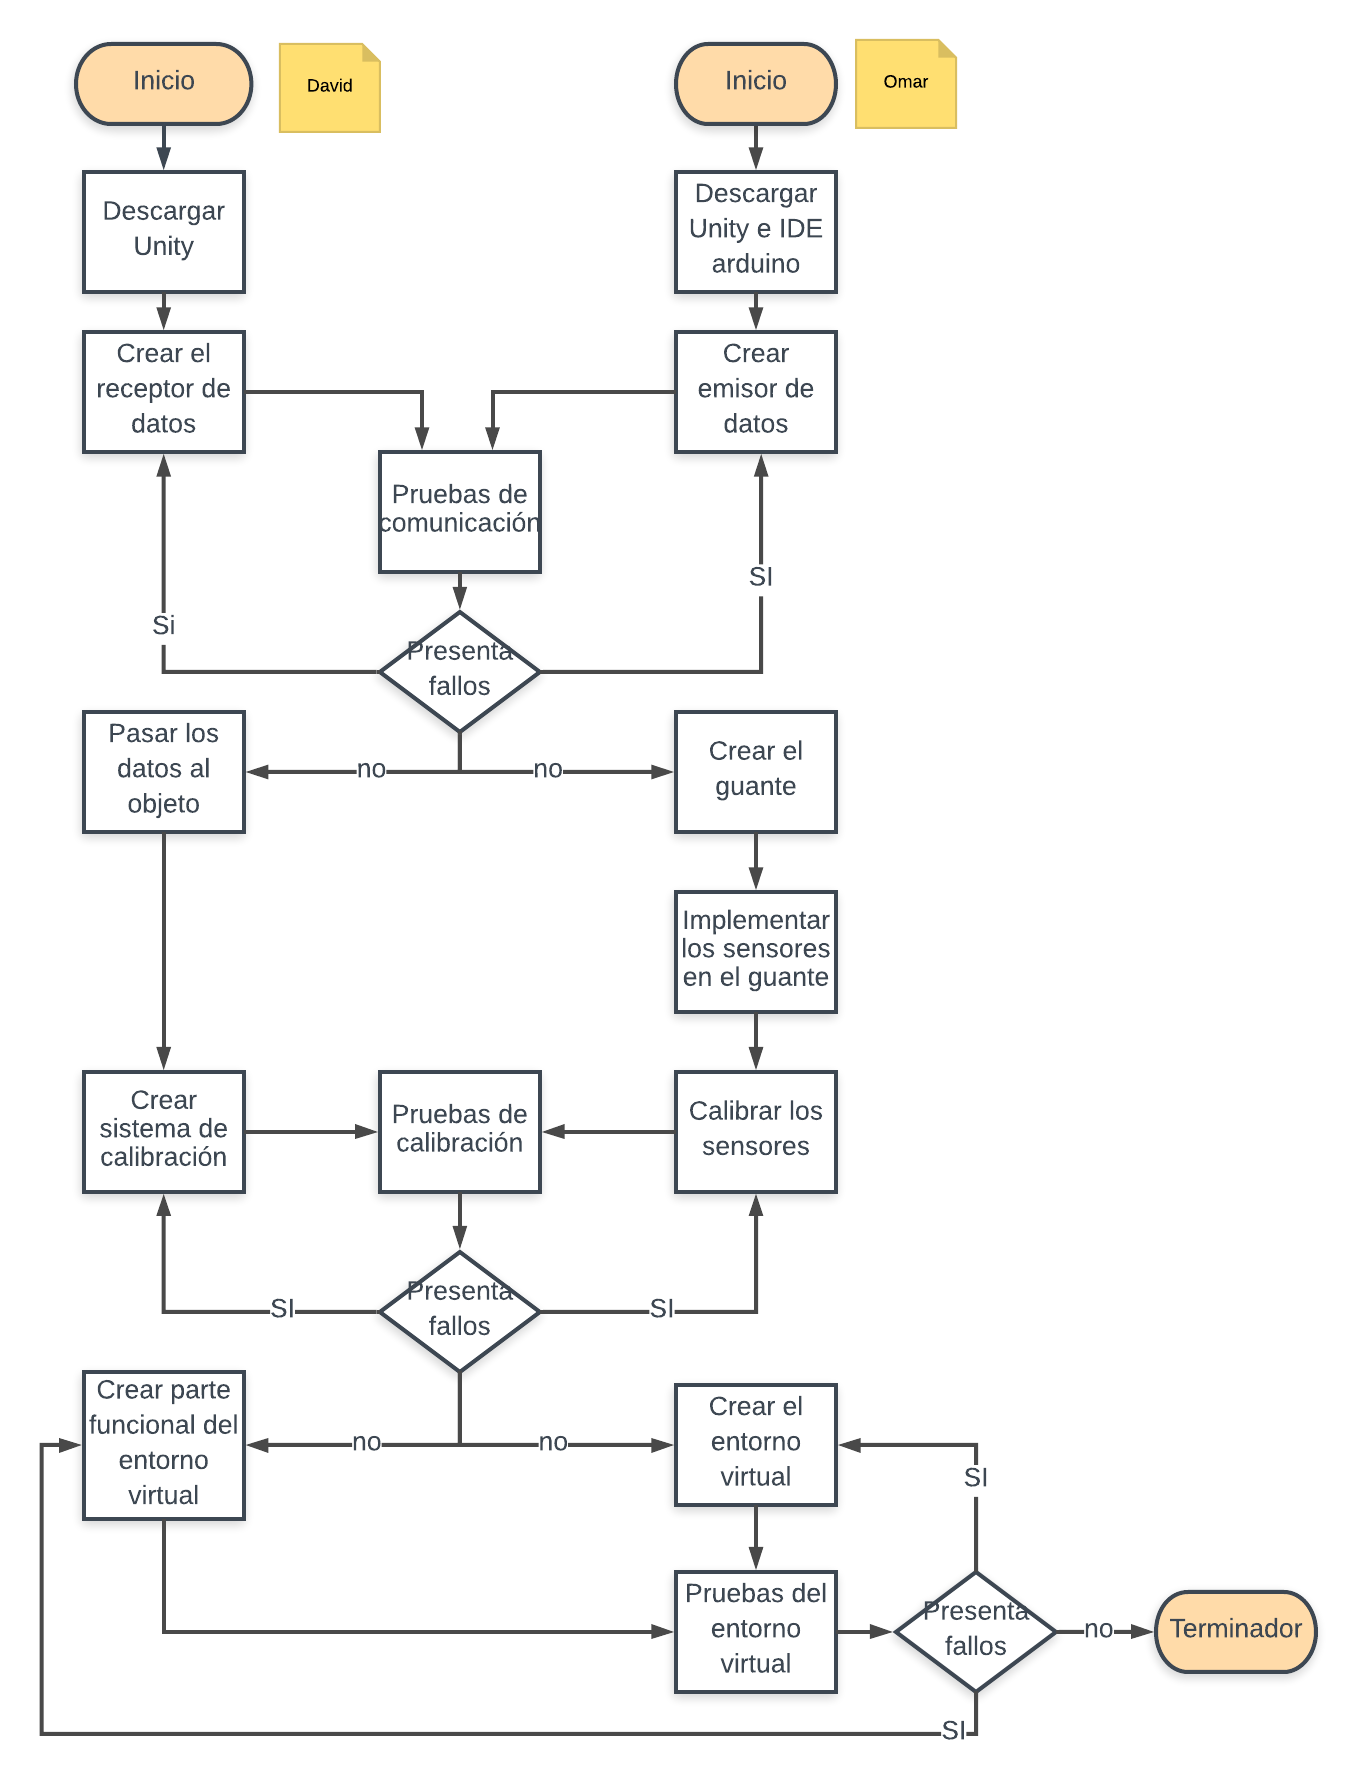 Inicio
David
Inicio
Omar
Descargar
Unity
Descargar
Unity e IDE
arduino
Crear el
receptor de
datos
Crear
emisor de
datos
Pruebas de
comunicación
SI
Si
Presenta
fallos
Pasar los
datos al
objeto
no
no
Crear el
guante
Implementar
los sensores
en el guante
Crear
sistema de
calibración
Pruebas de
calibración
Calibrar los
sensores
SI
Presenta
fallos
SI
Crear parte
funcional del
entorno
virtual
no
no
Crear el
entorno
virtual
SI
Pruebas del
entorno
virtual
Presenta
fallos
no
Terminador
SI